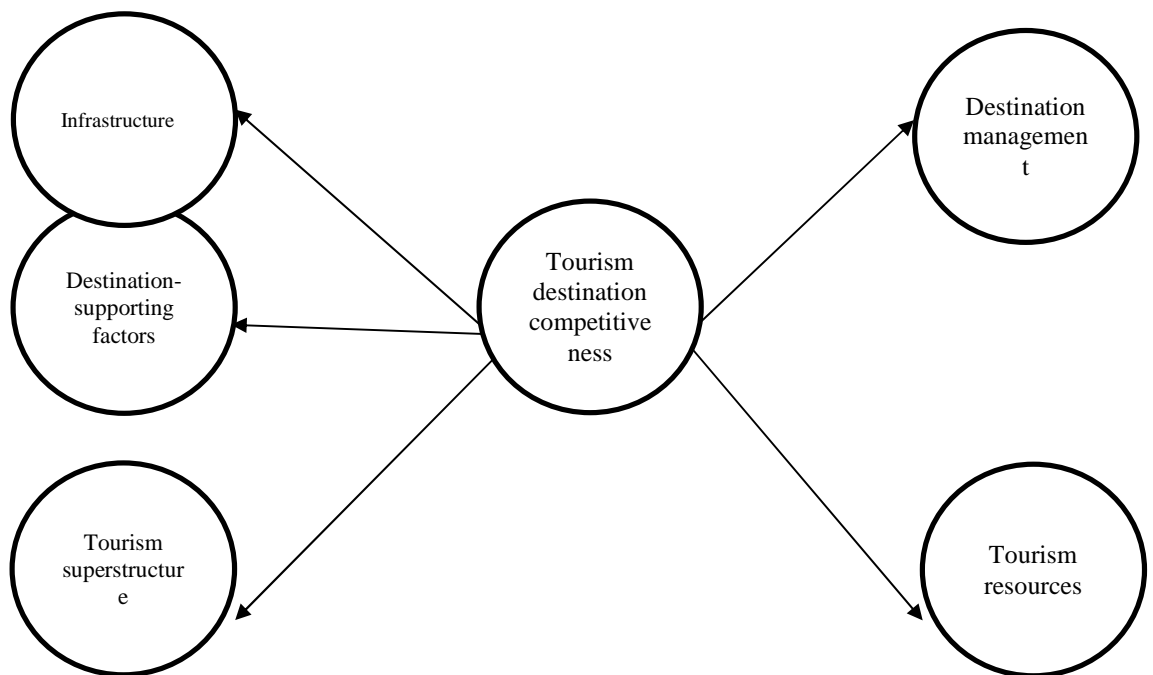 Infrastructure
Destination-
supporting
factors
Tourism
superstructur
e
Tourism
destination
competitive
ness
Destination
managemen
t
Tourism
resources